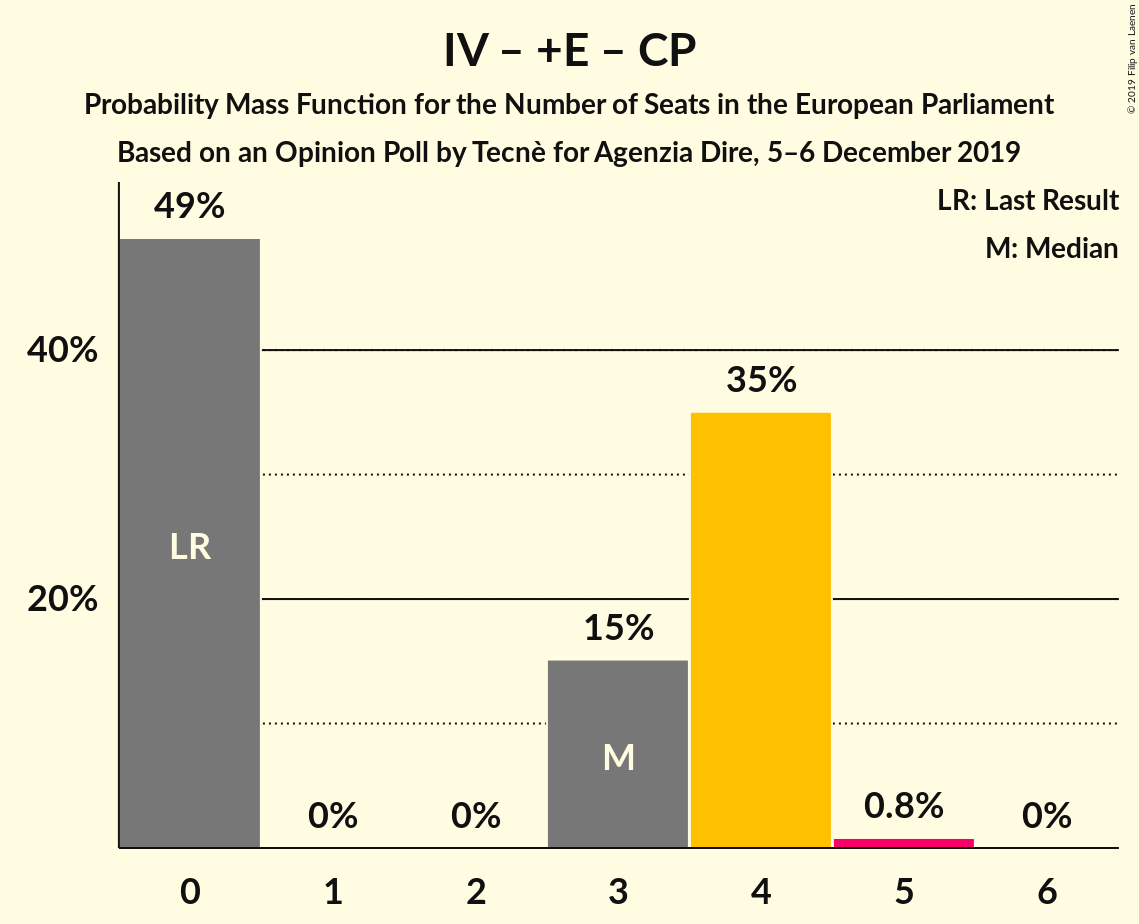 IV – +E – CP
Probability Mass Function for the Number of Seats in the European Parliament
Based on an Opinion Poll by Tecnè for Agenzia Dire, 5–6 December 2019
© 2019 Filip van Laenen
LR: Last Result
M: Median
49%
40%
35%
LR
20%
15%
M
0%
0%
0.8%
0%
0 1 2 3 4 5 6